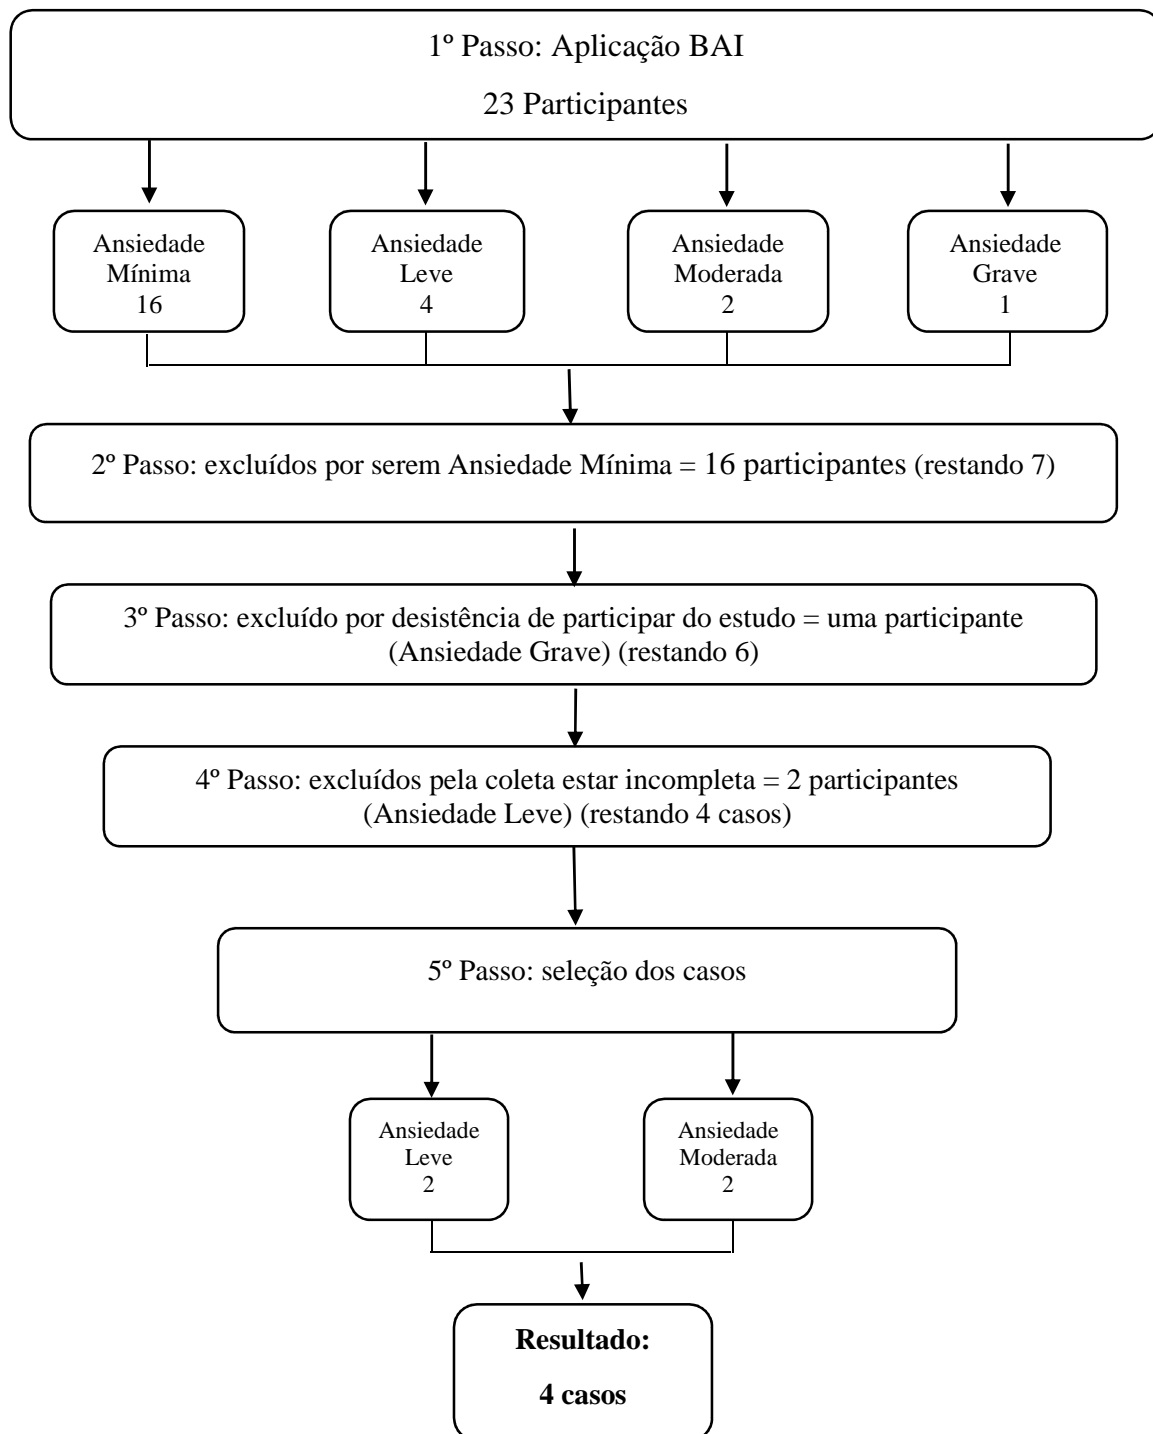 1º Passo: Aplicação BAI
23 Participantes
Ansiedade
Mínima
16
Ansiedade
Leve
4
Ansiedade
Moderada
2
Ansiedade
Grave
1
2º Passo: excluídos por serem Ansiedade Mínima = 16 participantes (restando 7)
3º Passo: excluído por desistência de participar do estudo = uma participante
(Ansiedade Grave) (restando 6)
4º Passo: excluídos pela coleta estar incompleta = 2 participantes
(Ansiedade Leve) (restando 4 casos)
5º Passo: seleção dos casos
Ansiedade
Leve
2
Ansiedade
Moderada
2
Resultado:
4 casos